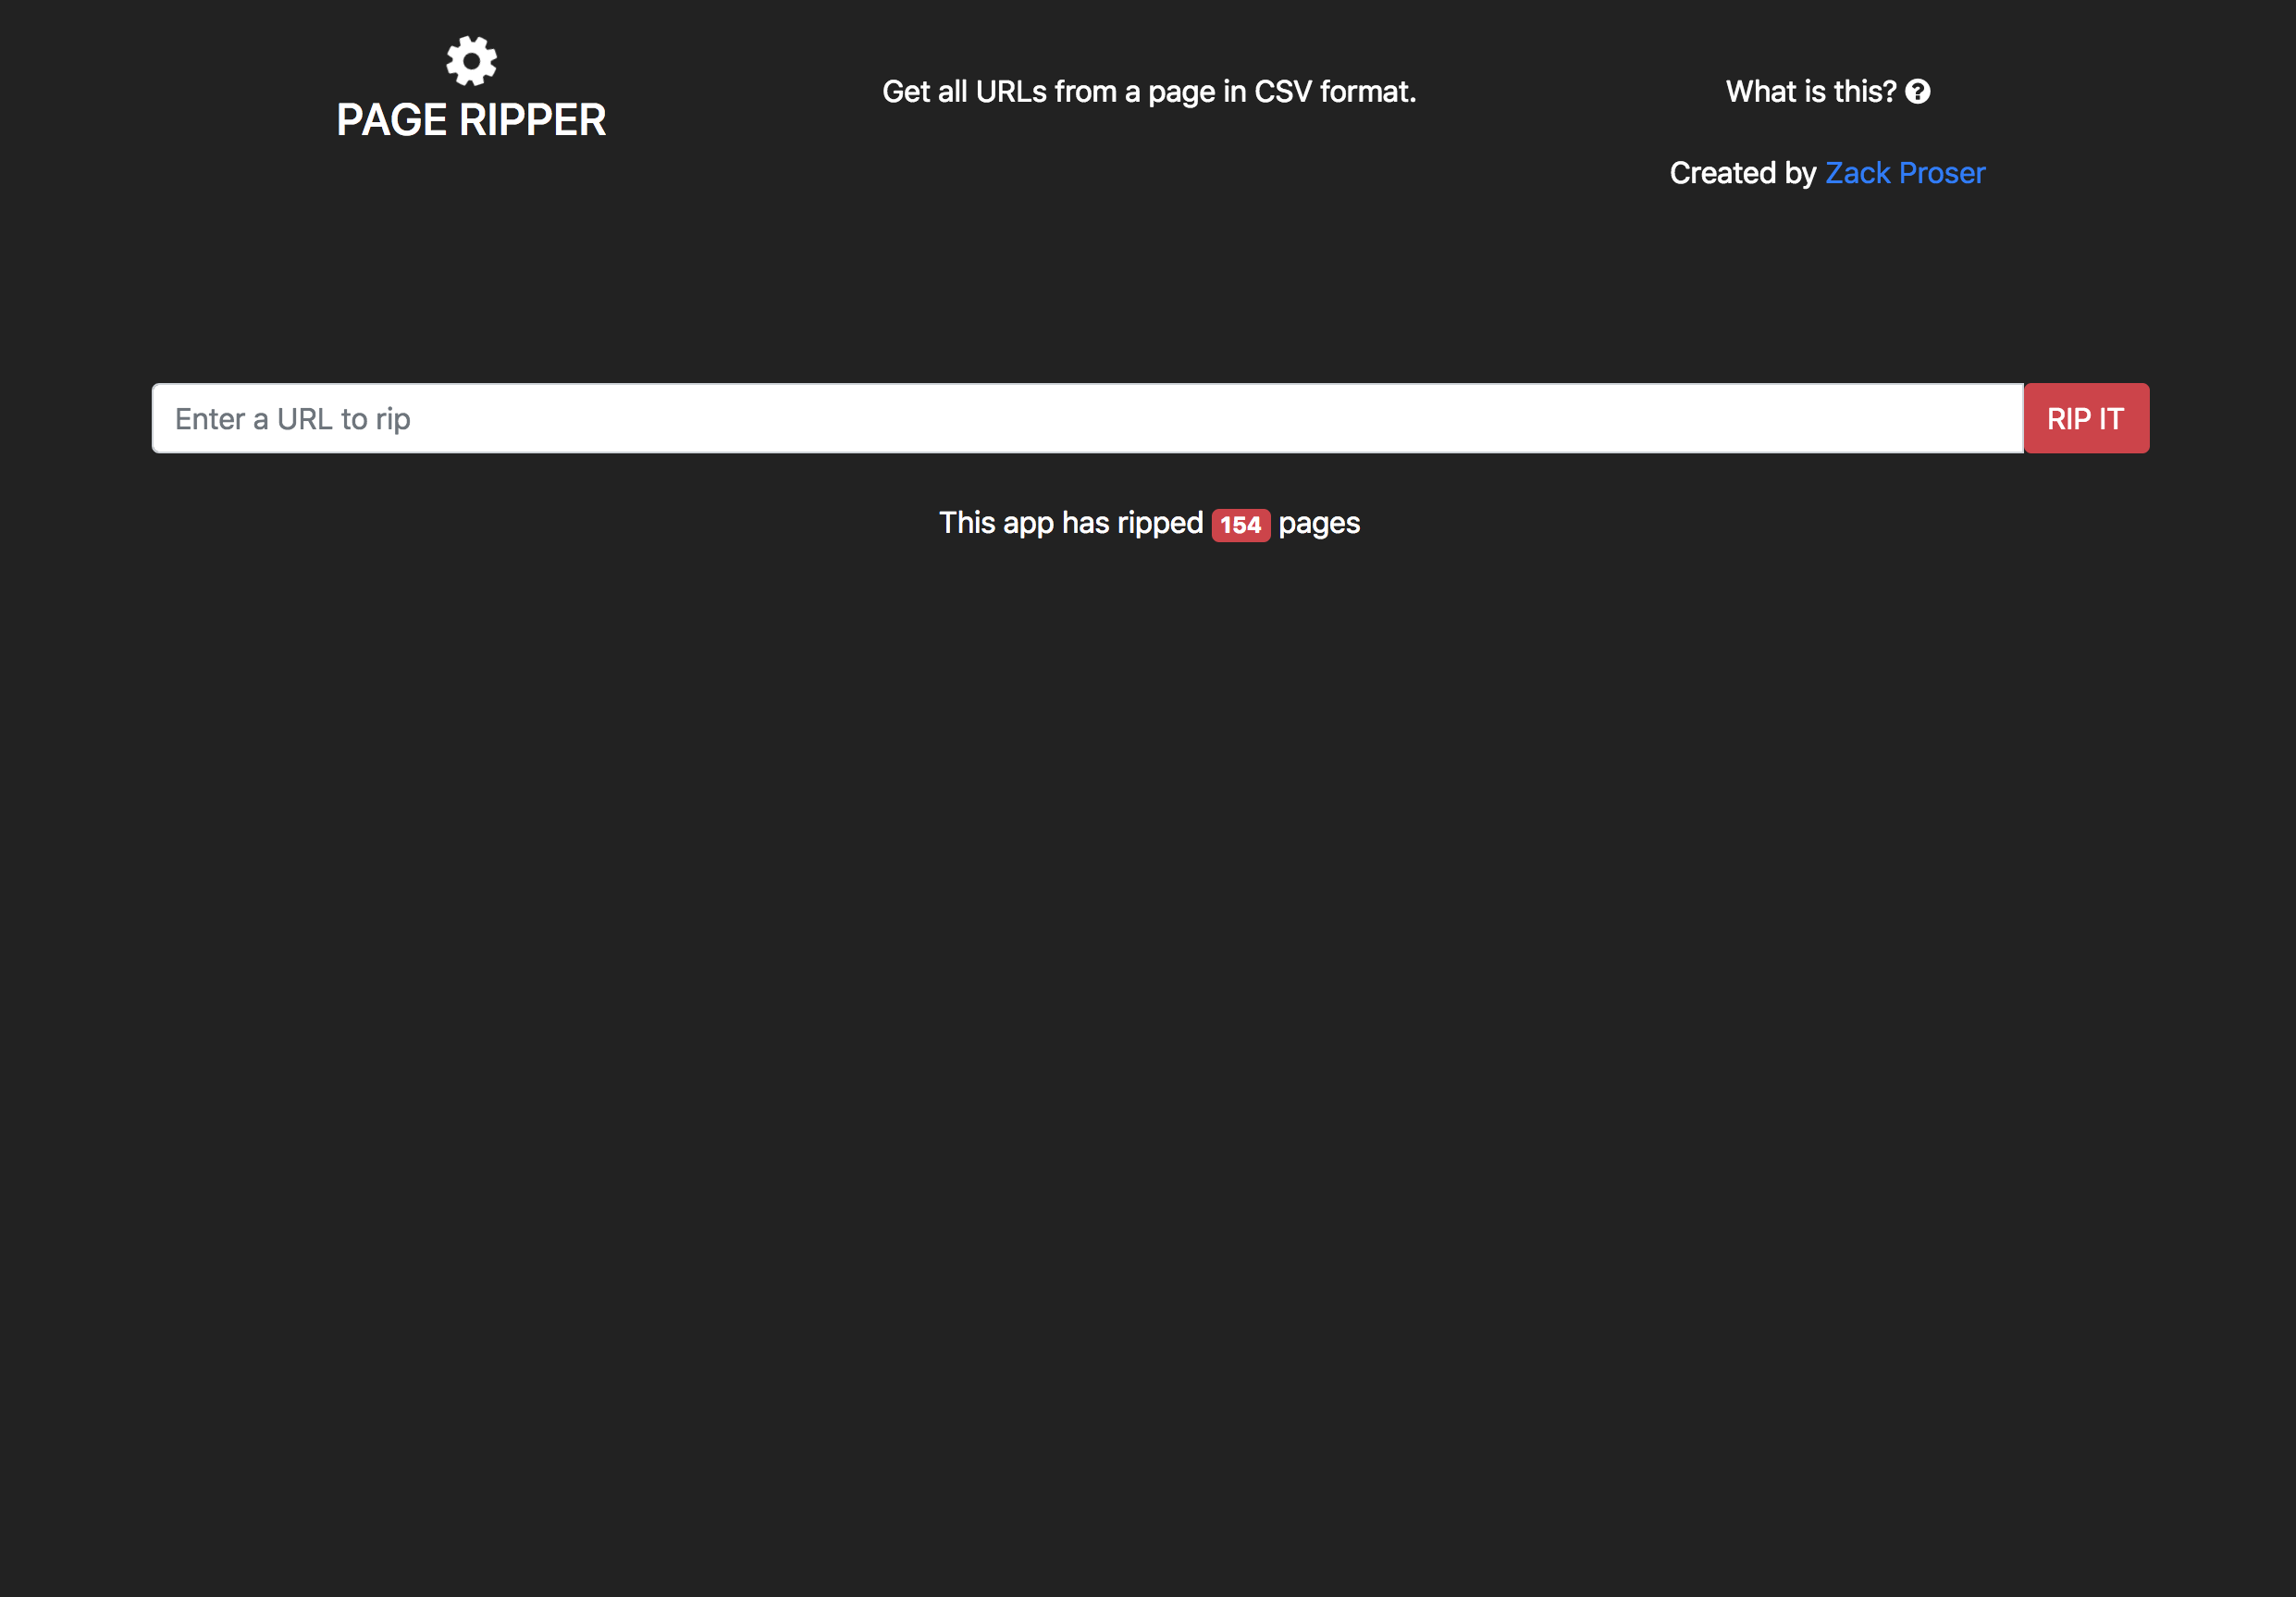 PAGE RIPPER
Get all URLs from a page in CSV format.
What is this?
Created by Zack Proser
Enter a URL to rip
RIP IT
This app has ripped 154 pages